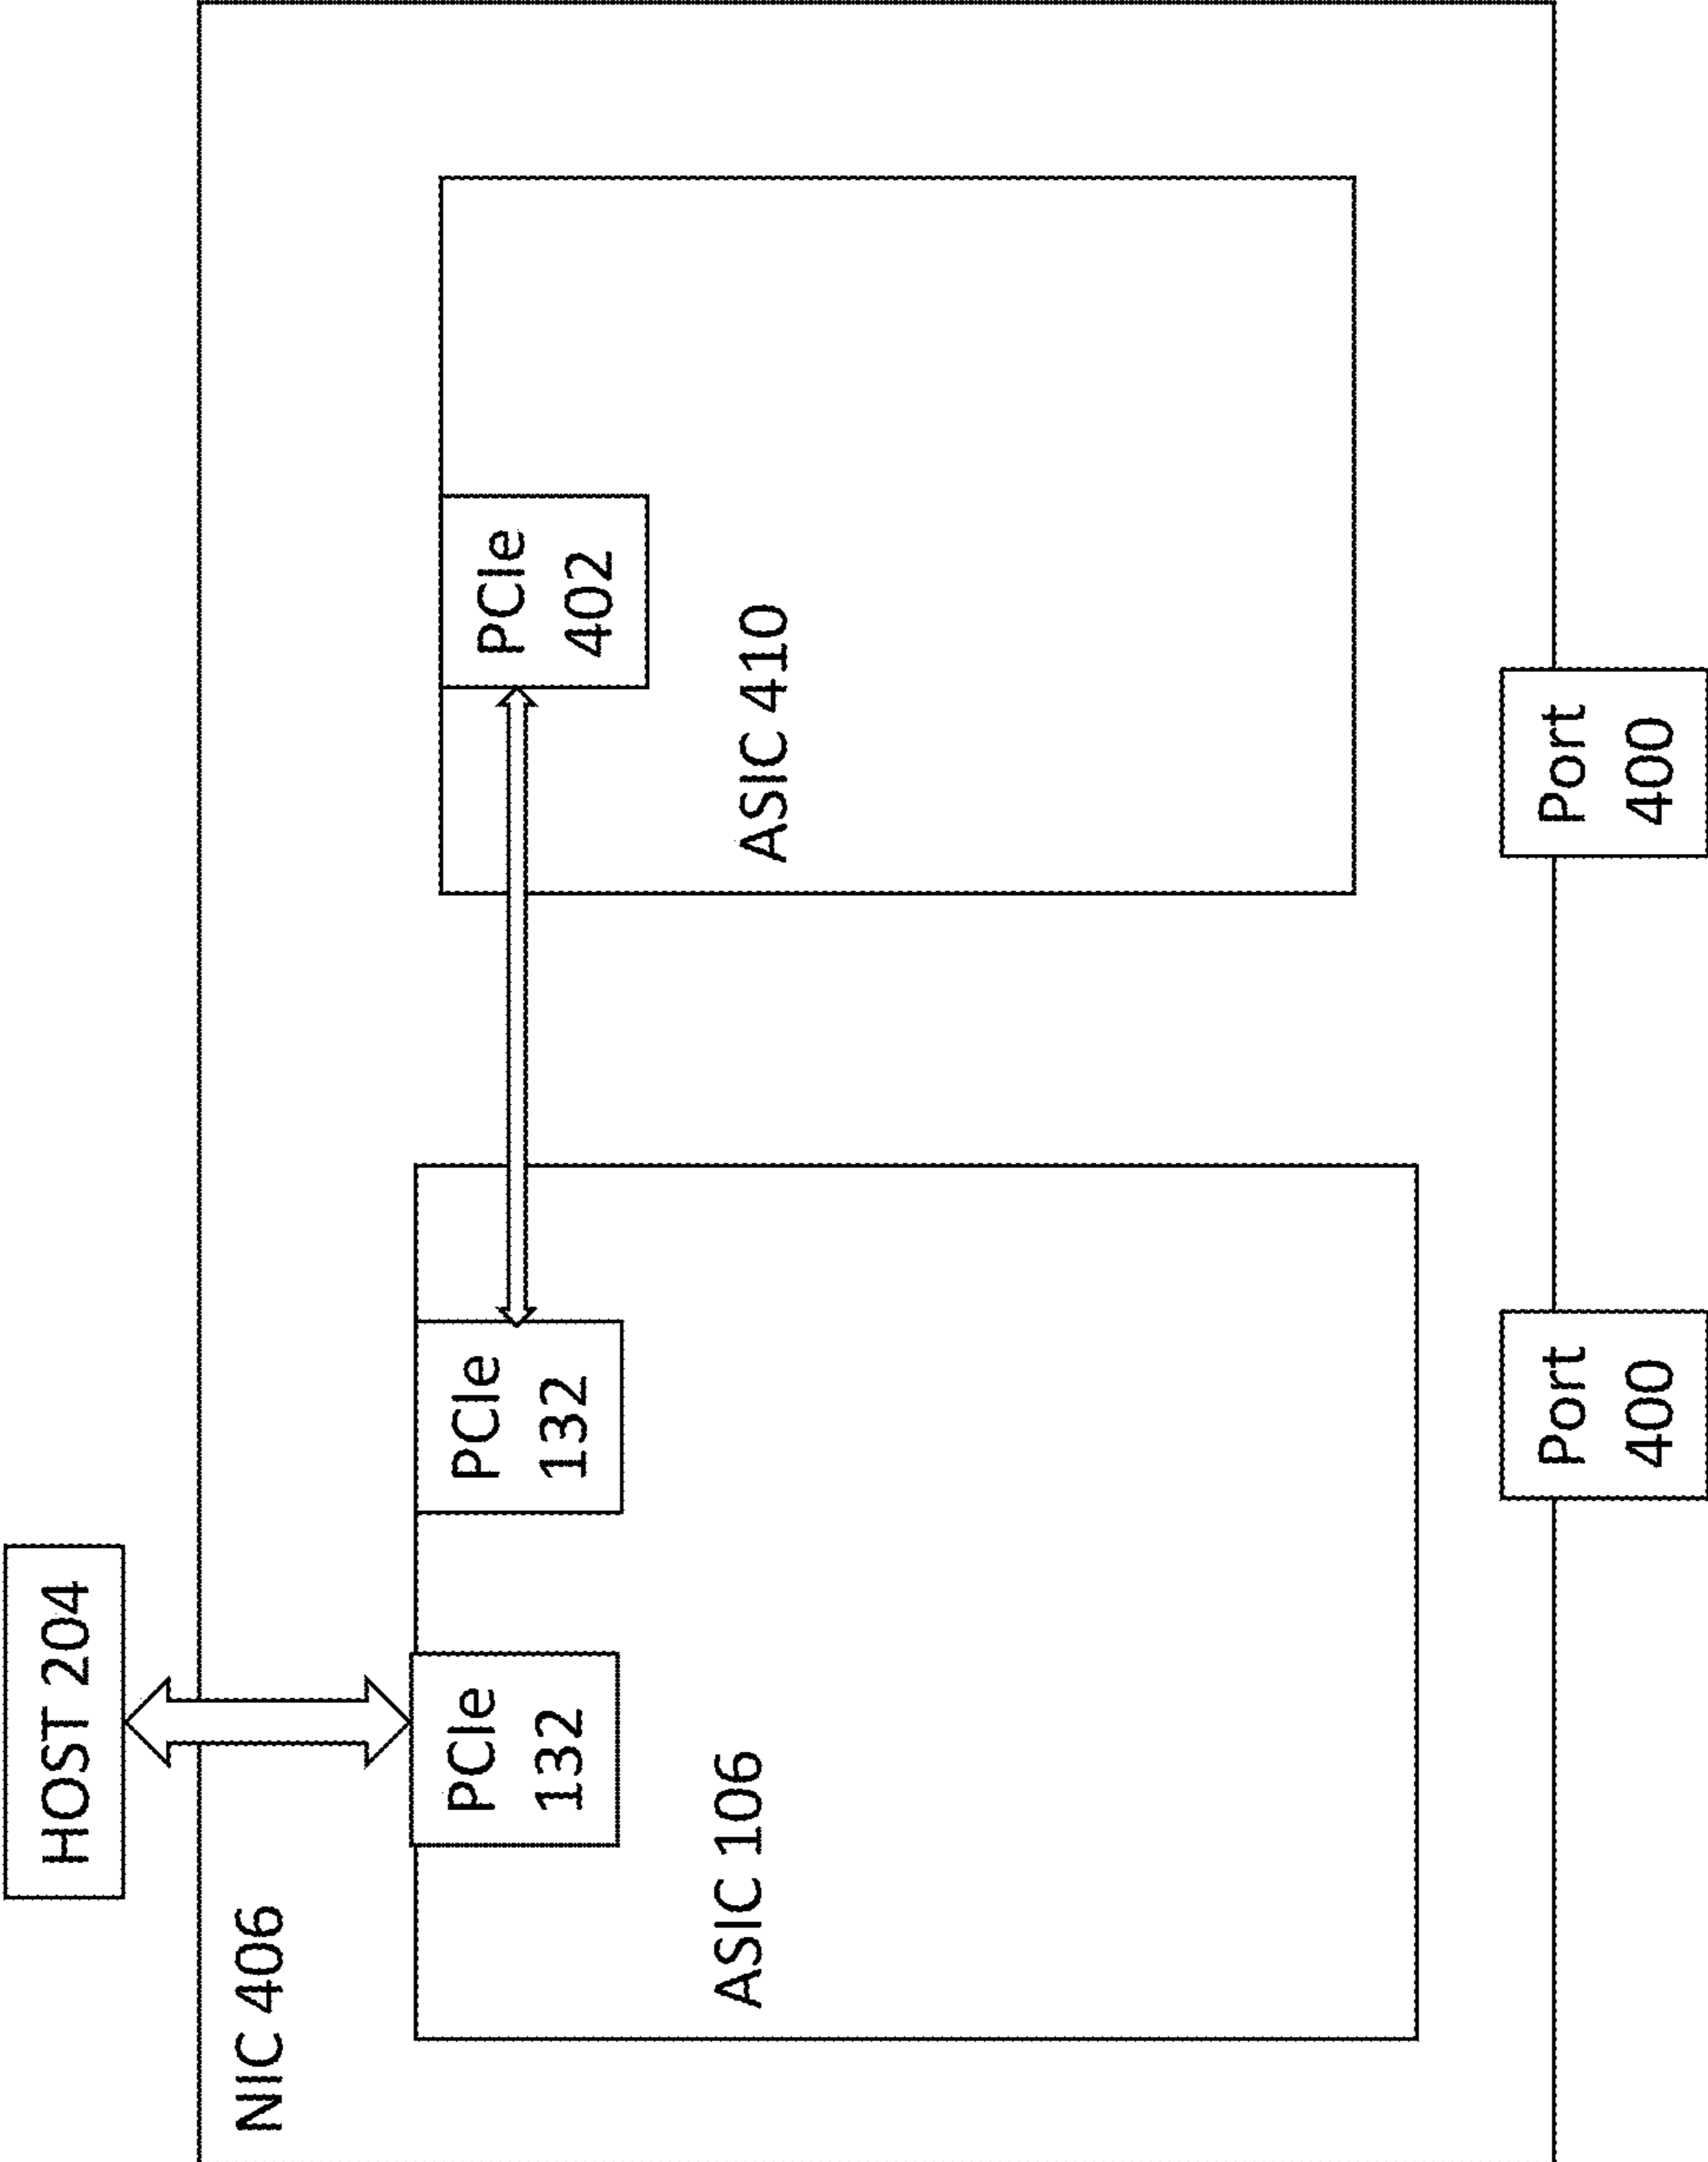 HOST 204
NIC 406
PCIe
132
PCIe
132
PCIe
402
ASIC 106
ASIC 410
Port
400
Port
400